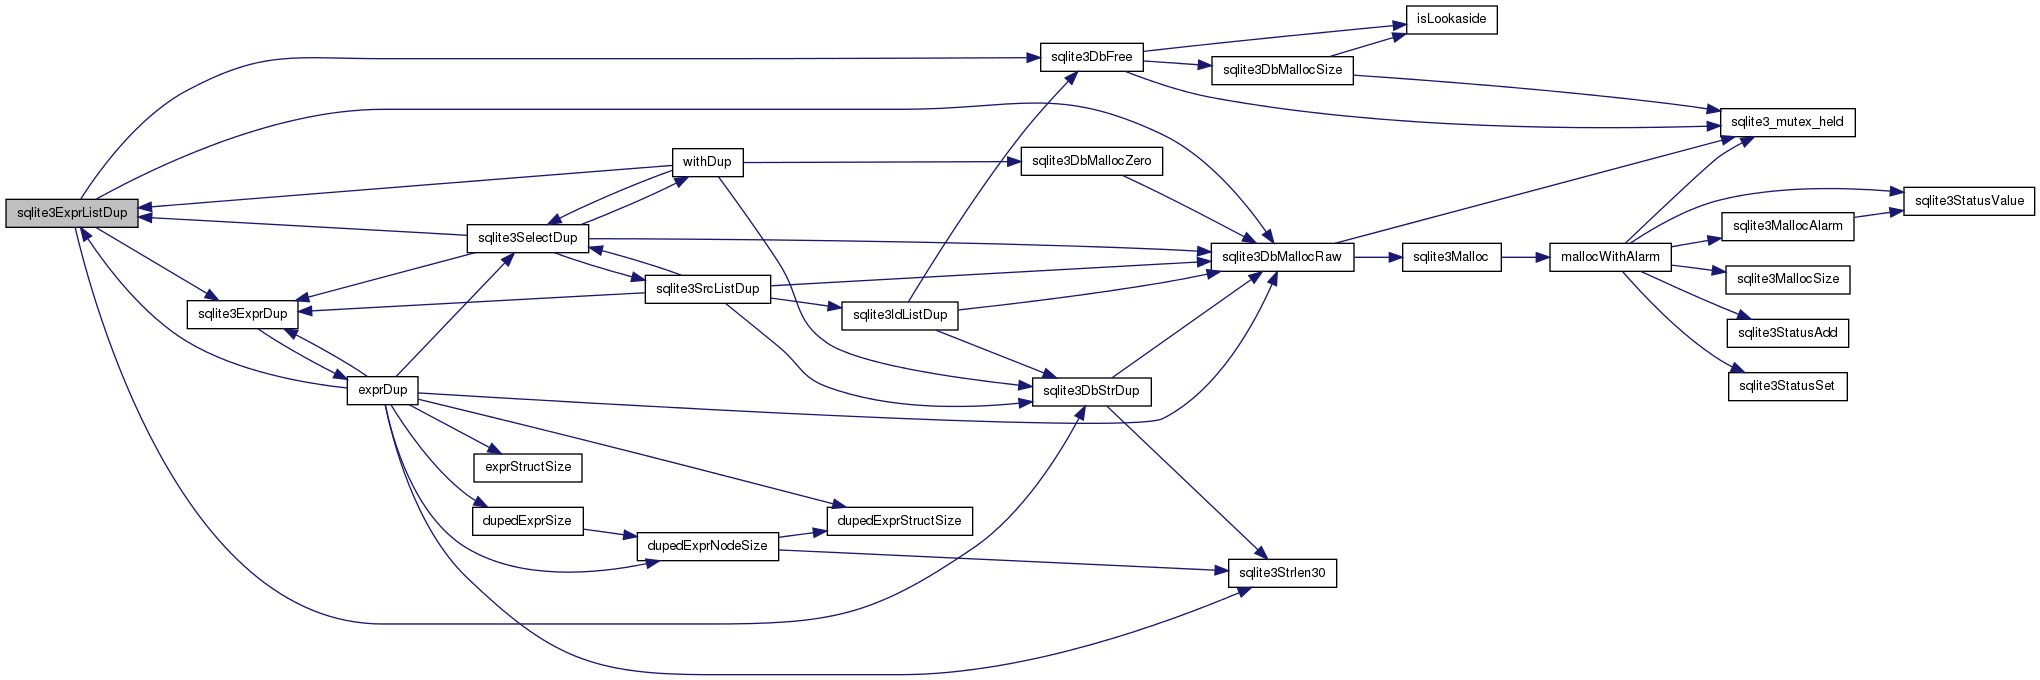 isLookaside
sqlite3DbFree
sqlite3DbMallocSize
sqlite3_mutex_held
withDup
sqlite3DbMallocZero
sqlite3StatusValue
sqlite3ExprListDup
sqlite3MallocAlarm
sqlite3SelectDup
sqlite3DbMallocRaw
sqlite3Malloc
mallocWithAlarm
sqlite3MallocSize
sqlite3SrcListDup
sqlite3ExprDup
sqlite3IdListDup
sqlite3StatusAdd
exprDup
sqlite3DbStrDup
sqlite3StatusSet
exprStructSize
dupedExprSize
dupedExprStructSize
dupedExprNodeSize
sqlite3Strlen30